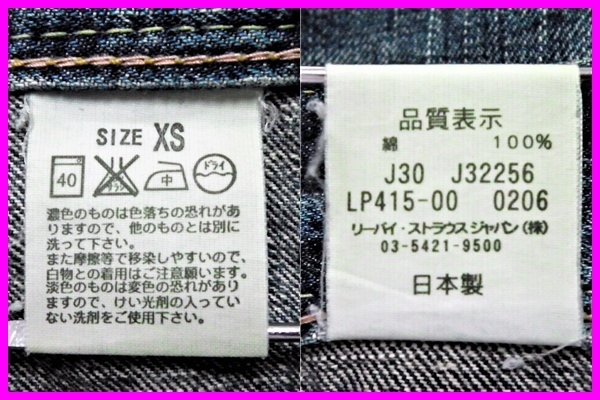 SIZE XS
40
エンソサラシ
中
ドライ
濃色のものは色落ちの恐れがあ
りますので、他のものとは別に
洗って下さい。
また摩擦等で移染しやすいので、
白物との着用はご注意願います。
淡色のものは変色の恐れがあり
ますので、けい光剤の入ってい
ない洗剤をご使用下さい。
品質表示
綿 100%
J30 J32256
LP415-00 0206
リーバイ・ストラウス ジャパン(株)
03-5421-9500
日本製